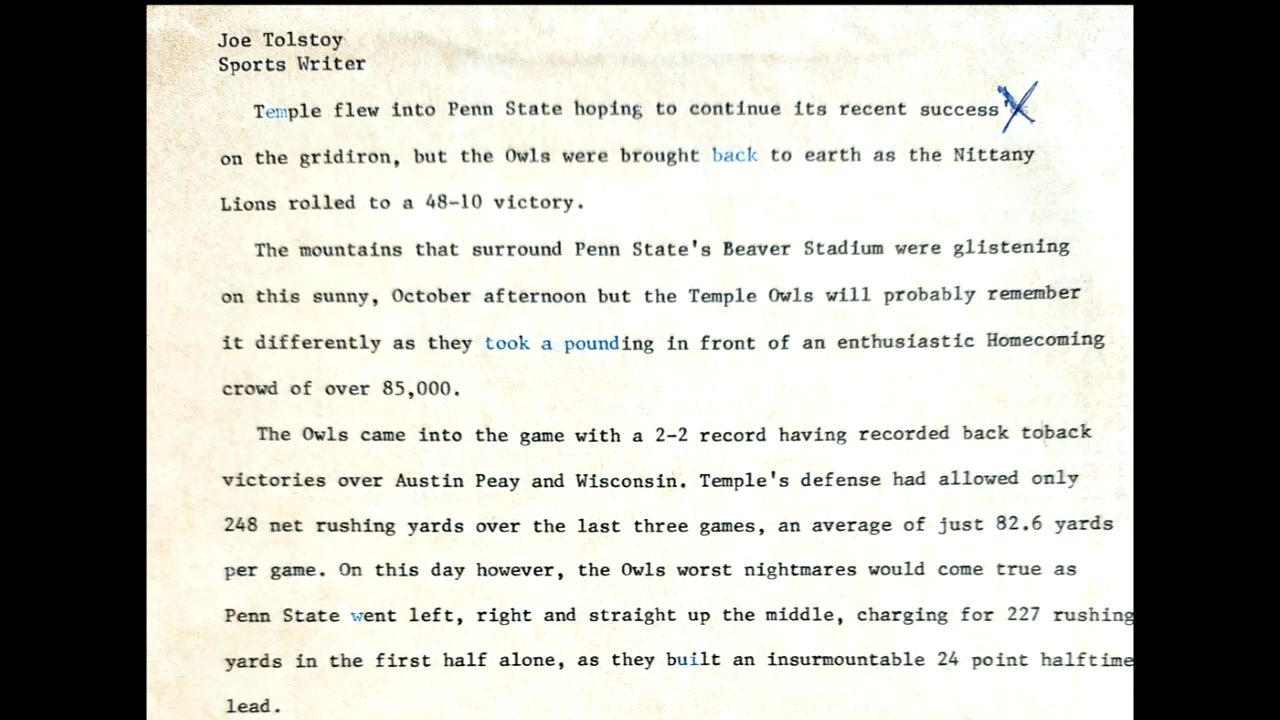 Joe Tolstoy
Sports Writer
Temple flew into Penn State hoping to continue its recent success
on the gridiron, but the Owls were brought back to earth as the Nittany
Lions rolled to a 48-10 victory.
The mountains that surround Penn State's Beaver Stadium were glistening
on this sunny, October afternoon but the Temple Owls will probably remember
it differently as they took a pounding in front of an enthusiastic Homecoming
crowd of over 85,000.
The Owls came into the game with a 2-2 record having recorded back toback
victories over Austin Peay and Wisconsin. Temple's defense had allowed only
248 net rushing yards over the last three games, an average of just 82.6 yards
per game. On this day however, the Owls worst nightmares would come true as
Penn State went left, right and straight up the middle, charging for 227 rushing
yards in the first half alone, as they built an insurmountable 24 point halftime
lead.